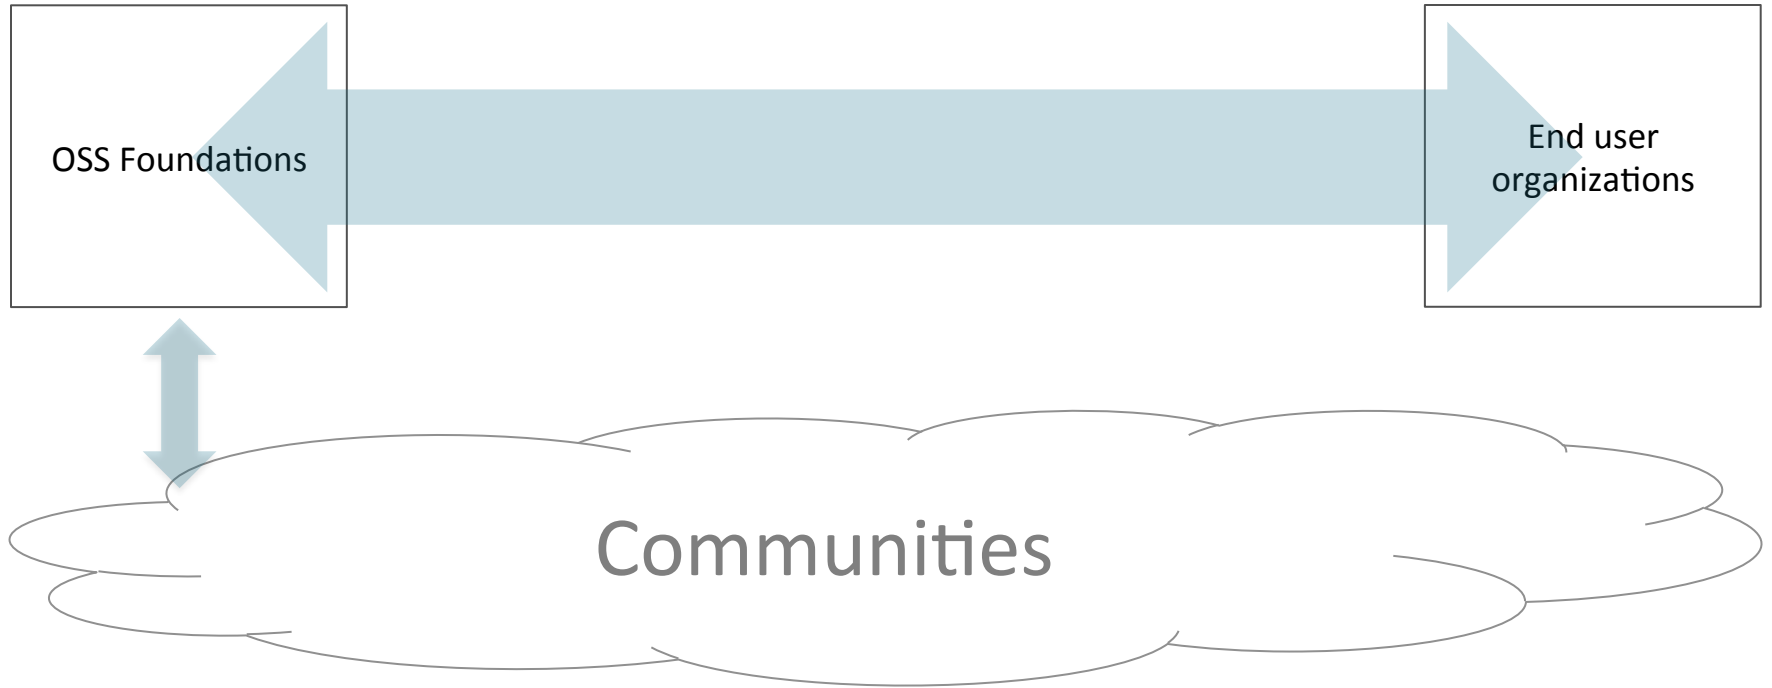 OSS Foundations
End user
organizations
Communities